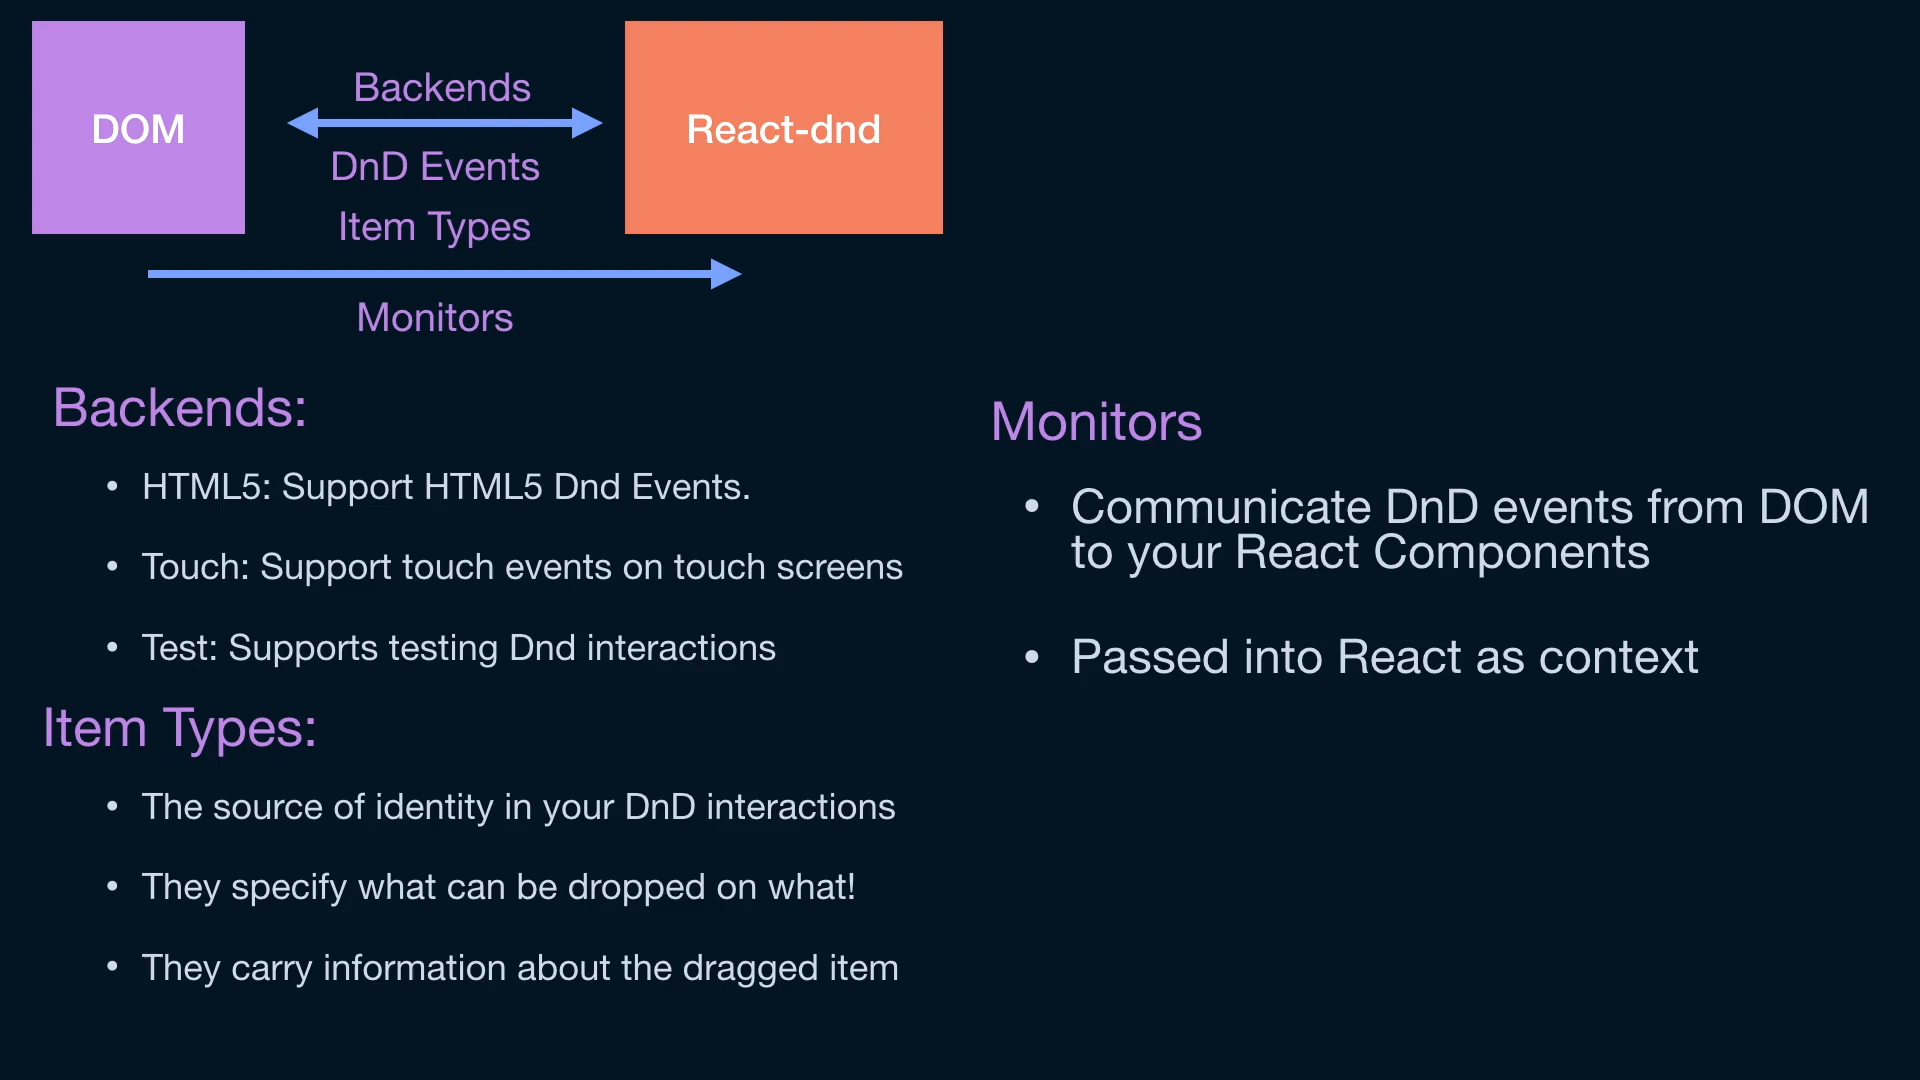 DOM
Backends
DnD Events
Item Types
Monitors
React-dnd
Backends:
• HTML5: Support HTML5 Dnd Events.
• Touch: Support touch events on touch screens
• Test: Supports testing Dnd interactions
Item Types:
• The source of identity in your DnD interactions
• They specify what can be dropped on what!
• They carry information about the dragged item
Monitors
• Communicate DnD events from DOM
to your React Components
• Passed into React as context